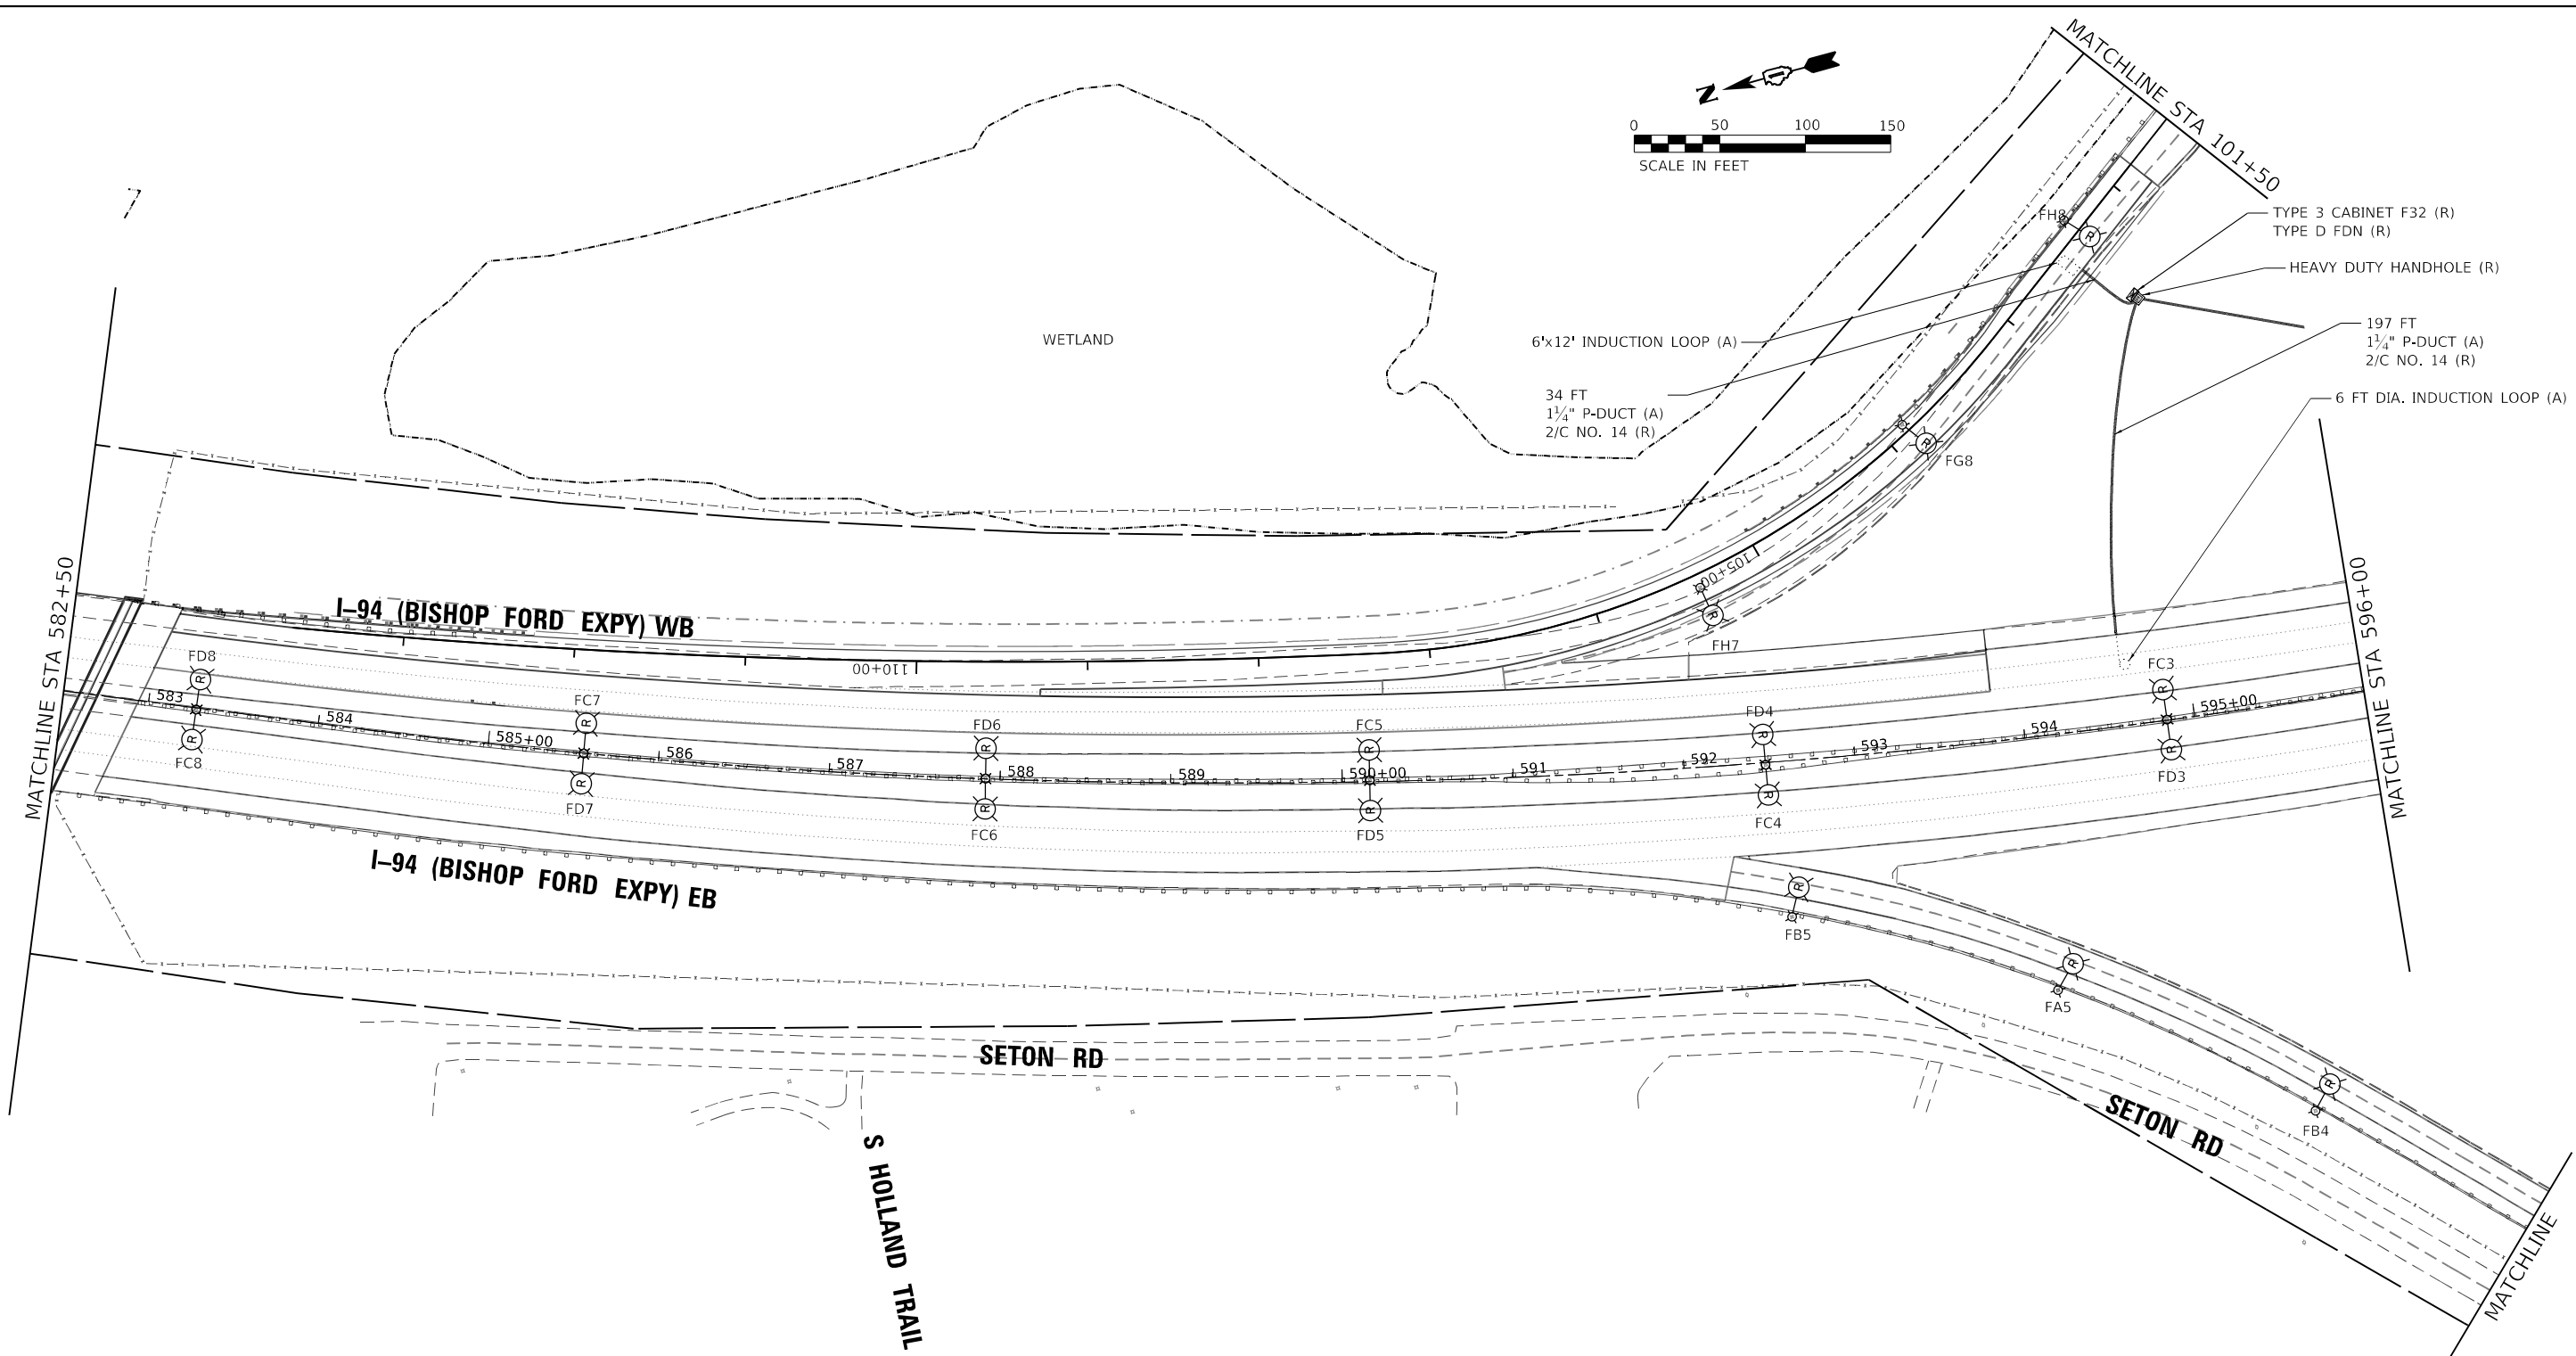 MATCHLINE STA 101+50
N
0 50 100 150
SCALE IN FEET
TYPE 3 CABINET F32 (R)
TYPE D FDN (R)
HEAVY DUTY HANDHOLE (R)
197 FT
1¼" P-DUCT (A)
2/C NO. 14 (R)
6 FT DIA. INDUCTION LOOP (A)
6'x12' INDUCTION LOOP (A)
34 FT
1¼" P-DUCT (A)
2/C NO. 14 (R)
WETLAND
FH8
R
FG8
R
105+00
FH7
R
110+00
MATCHLINE STA 582+50
MATCHLINE STA 596+00
I-94 (BISHOP FORD EXPY) WB
FD8
R
FC8
R
FC7
R
FD7
R
FD6
R
FC6
R
FC5
R
FD5
R
FD4
R
FC4
R
FC3
R
FD3
R
583
584
585+00
586
587
588
589
590+00
591
592
593
594
595+00
I-94 (BISHOP FORD EXPY) EB
FB5
R
FA5
R
FB4
R
SETON RD
SETON RD
S HOLLAND TRAIL
MATCHLINE